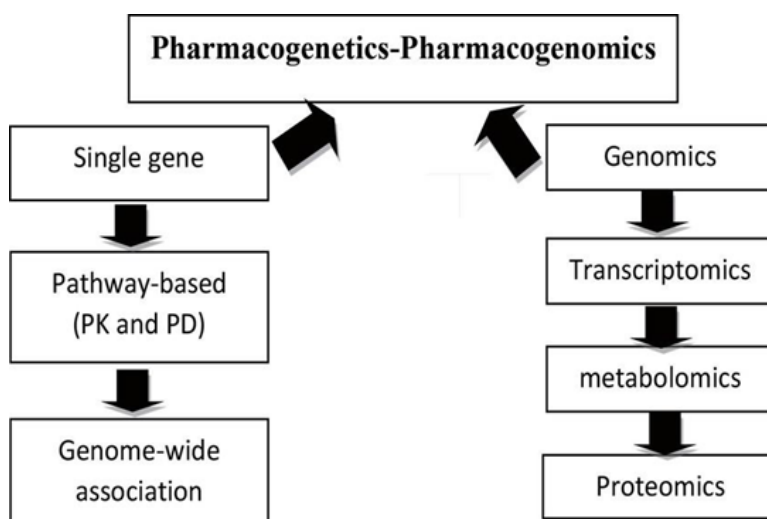 Pharmacogenetics-Pharmacogenomics
Single gene
Pathway-based
(PK and PD)
Genome-wide
association
Genomics
Transcriptomics
metabolomics
Proteomics